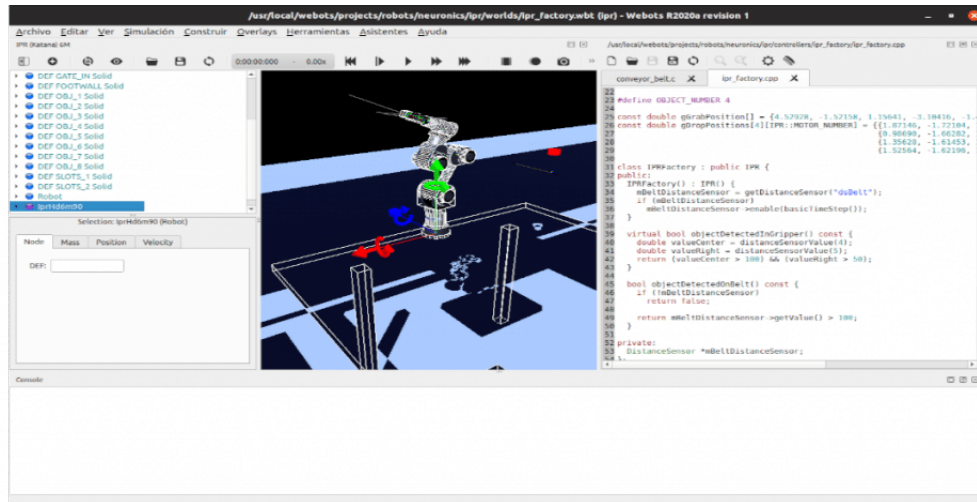 /usr/local/webots/projects/robots/neuronics/ipr/worlds/ipr_factory.wbt (ipr) - Webots R2020a revision 1
Archivo Editar Ver Simulación Construir Overlays Herramientas Asistentes Ayuda
IPR (Katana) 6M
/usr/local/webots/projects/robots/neuronics/ipr/controllers/ipr_factory/ipr_factory.cpp
0:00:00:000 - 0.00x
conveyor_belt.c
ipr_factory.cpp
DEF GATE_IN Solid
DEF FOOTWALL Solid
DEF OBJ_1 Solid
DEF OBJ_2 Solid
DEF OBJ_3 Solid
DEF OBJ_4 Solid
DEF OBJ_5 Solid
DEF OBJ_6 Solid
DEF OBJ_7 Solid
DEF OBJ_8 Solid
DEF SLOTS_1 Solid
DEF SLOTS_2 Solid
Robot
IprHd6m90
Selection: IprHd6m90 (Robot)
Node Mass Position Velocity
DEF:
22
23 #define OBJECT_NUMBER 4
24
25 const double gGrabPosition[] = {4.52920, -1.52150, 1.15641, -3.10416, -1.
26 const double gDropPositions[4][IPR::MOTOR_NUMBER] = {{1.87146, -1.72104,
27 {0.98690, -1.66282,
28 {1.35620, -1.61453,
29 {1.52564, -1.62196,
30
31 class IPRFactory : public IPR {
32 public:
33 IPRFactory() : IPR() {
34 mBeltDistanceSensor = getDistanceSensor("dsBelt");
35 if (mBeltDistanceSensor)
36 mBeltDistanceSensor->enable(basicTimeStep());
37 }
38
39 virtual bool objectDetectedInGripper() const {
40 double valueCenter = distanceSensorValue(4);
41 double valueRight = distanceSensorValue(5);
42 return (valueCenter > 100) && (valueRight > 50);
43 }
44
45 bool objectDetectedOnBelt() const {
46 if (!mBeltDistanceSensor)
47 return false;
48
49 return mBeltDistanceSensor->getValue() > 100;
50 }
51
52 private:
53 DistanceSensor *mBeltDistanceSensor;
Console